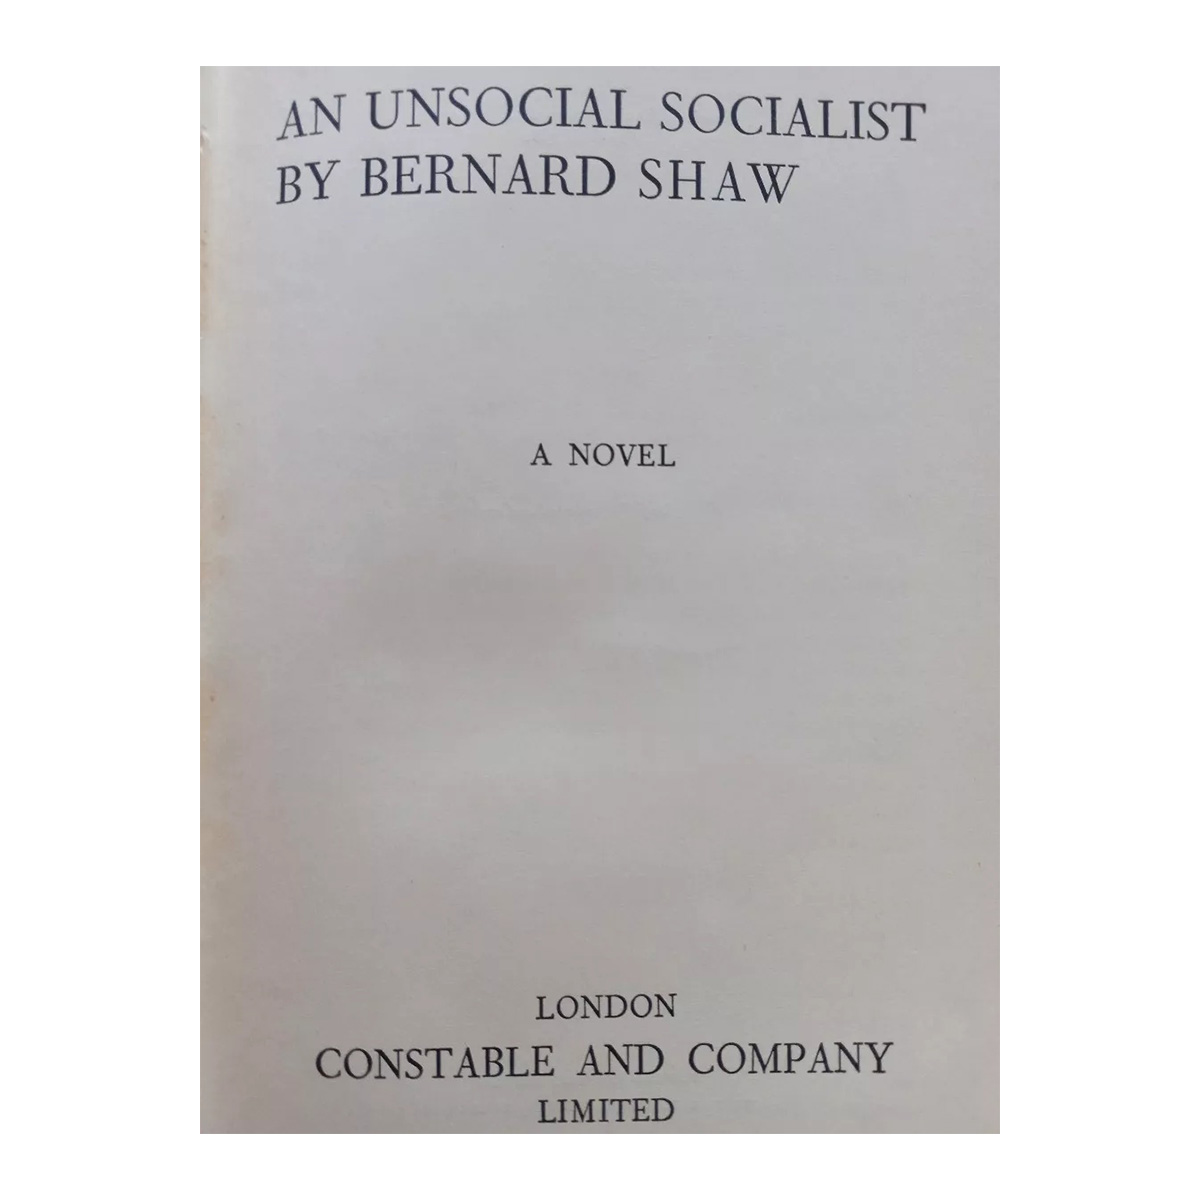 AN UNSOCIAL SOCIALIST
BY BERNARD SHAW
A NOVEL
LONDON
CONSTABLE AND COMPANY
LIMITED